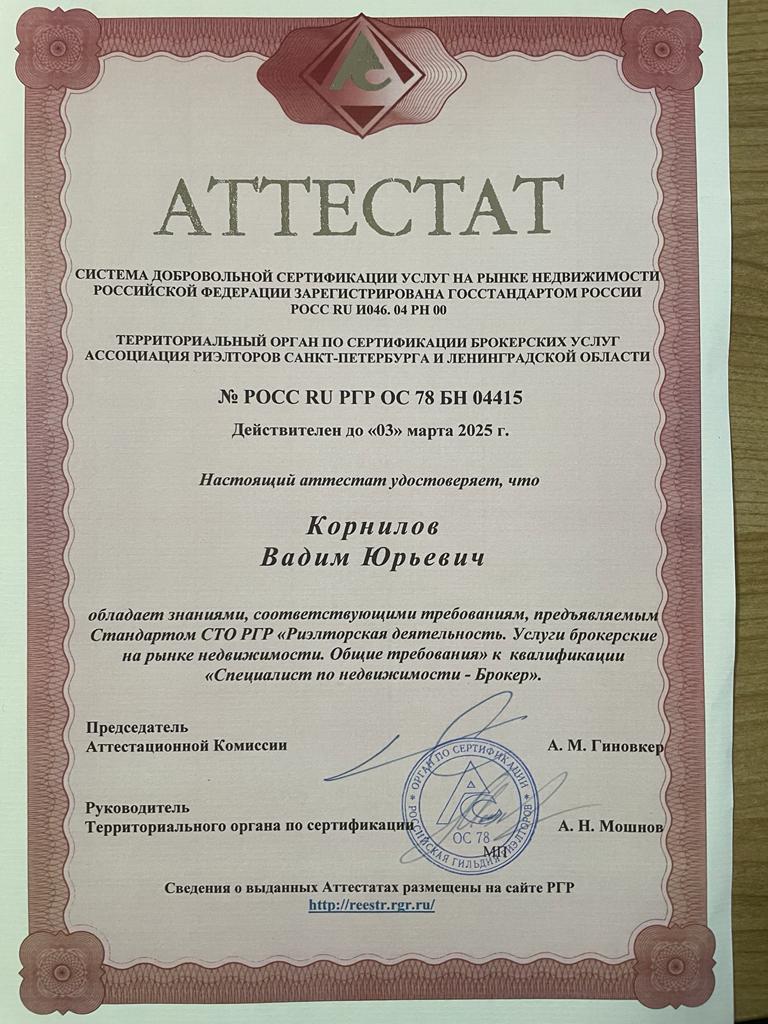 АТТЕСТАТ
СИСТЕМА ДОБРОВОЛЬНОЙ СЕРТИФИКАЦИИ УСЛУГ НА РЫНКЕ НЕДВИЖИМОСТИ
РОССИЙСКОЙ ФЕДЕРАЦИИ ЗАРЕГИСТРИРОВАНА ГОССТАНДАРТОМ РОССИИ
РОСС RU И046. 04 РН 00
ТЕРРИТОРИАЛЬНЫЙ ОРГАН ПО СЕРТИФИКАЦИИ БРОКЕРСКИХ УСЛУГ
АССОЦИАЦИЯ РИЭЛТОРОВ САНКТ-ПЕТЕРБУРГА И ЛЕНИНГРАДСКОЙ ОБЛАСТИ
№ РОСС RU РГР ОС 78 БН 04415
Действителен до «03» марта 2025 г.
Настоящий аттестат удостоверяет, что
Корнилов
Вадим Юрьевич
обладает знаниями, соответствующими требованиям, предъявляемым
Стандартом СТО РГР «Риэлторская деятельность. Услуги брокерские
на рынке недвижимости. Общие требования» к квалификации
«Специалист по недвижимости - Брокер».
Председатель
Аттестационной Комиссии
А. М. Гиновкер
ОРГАН ПО СЕРТИФИКАЦИИ
РОССИЙСКАЯ ГИЛЬДИЯ РИЭЛТОРОВ
ОС 78
Руководитель
Территориального органа по сертификации
А. Н. Мошнов
МП
Сведения о выданных Аттестатах размещены на сайте РГР
http://reestr.rgr.ru/